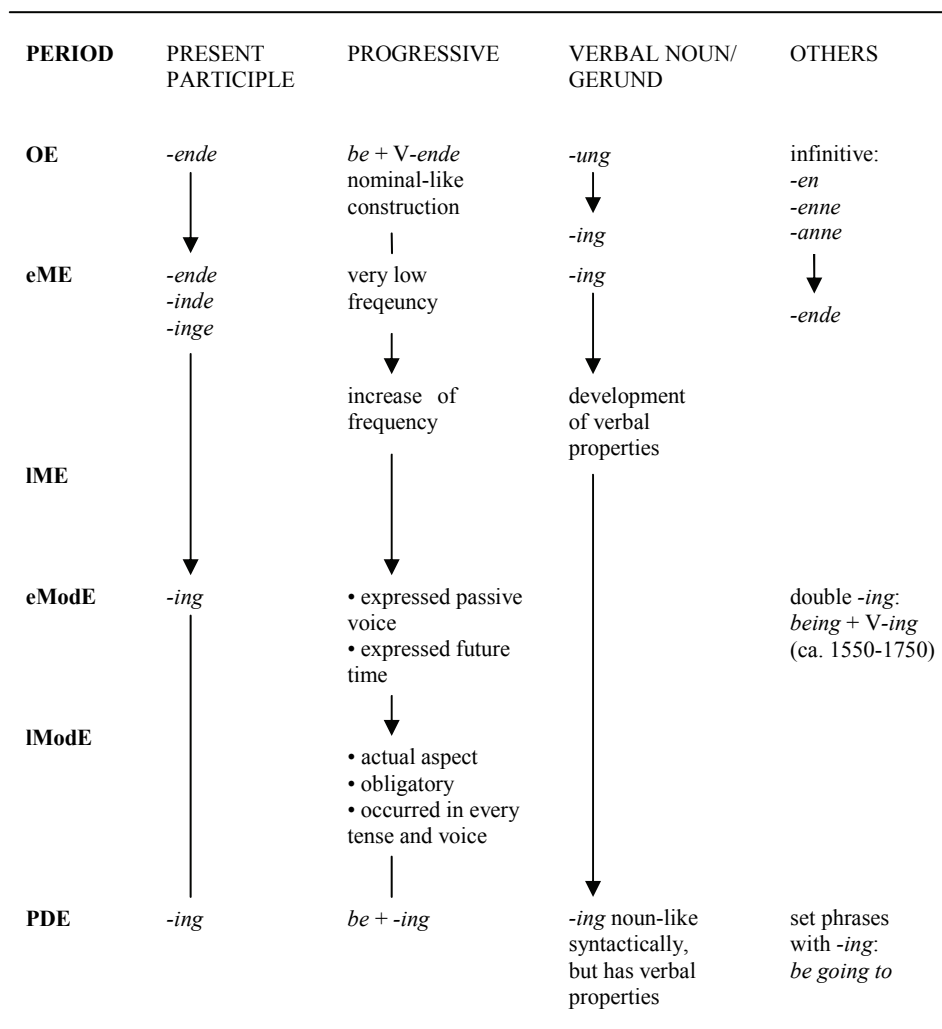 PERIOD PRESENT PARTICIPLE PROGRESSIVE VERBAL NOUN/ GERUND OTHERS
OE -ende be + V-ende -ung infinitive:
nominal-like -en
construction -enne
-ing -anne
eME -ende very low -ing
-inde freqeuncy
-inge -ende
increase of development
frequency of verbal
properties
lME
eModE -ing • expressed passive double -ing:
voice being + V-ing
• expressed future (ca. 1550-1750)
time
lModE
• actual aspect
• obligatory
• occurred in every
tense and voice
PDE -ing be + -ing -ing noun-like set phrases
syntactically, with -ing:
but has verbal be going to
properties